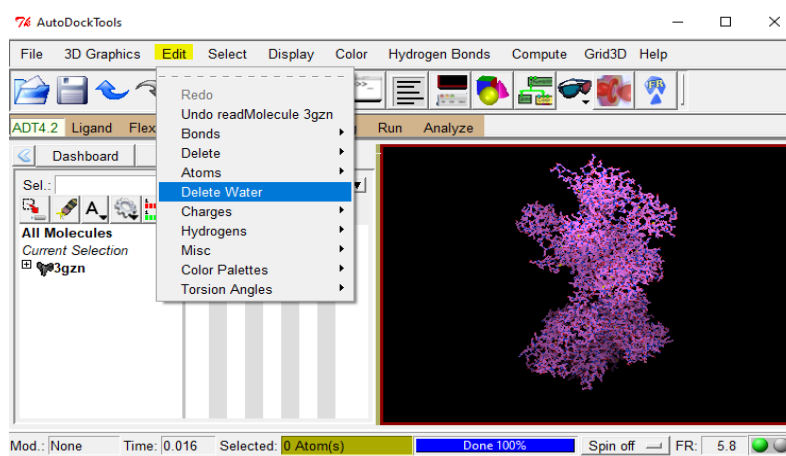 AutoDockTools
File 3D Graphics Edit Select Display Color Hydrogen Bonds Compute Grid3D Help
Redo
Undo readMolecule 3gzn
ADT4.2 Ligand Flex Run Analyze
Bonds
Dashboard
Delete
Atoms
Sel.:
Delete Water
A
Charges
All Molecules
Hydrogens
Current Selection
Misc
3gzn
Color Palettes
Torsion Angles
Mod.: None Time: 0.016 Selected: 0 Atom(s) Done 100% Spin off FR: 5.8